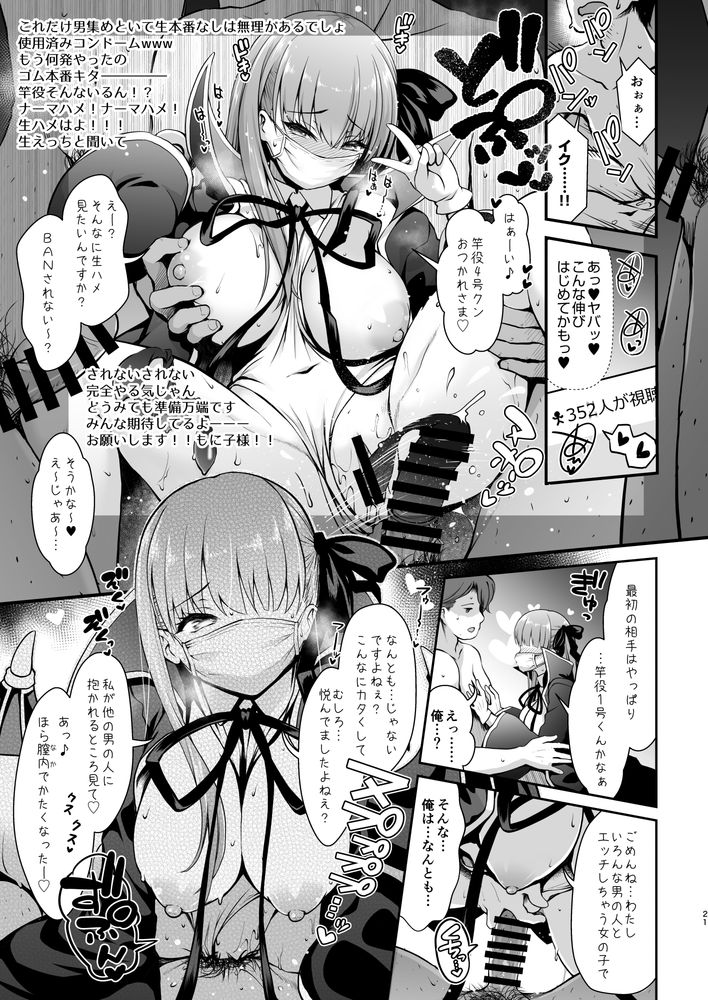 おぉぉ…
イク……!!
あっ♥ヤバッ♥
こんな伸び
はじめてかもっ♥
352人が視聴
これだけ男集めといて生本番なしは無理があるでしょ
使用済みコンドームwww
もう何発やったの
ゴム本番キタ――――
竿役そんないるん!?
ナーマハメ!ナーマハメ!
生ハメはよ!!!
生えっちと聞いて
はぁーい♪
竿役4号クン
おつかれさま♡
えー?
そんなに生ハメ
見たいんですか?
BANされない~?
されないされない
完全やる気じゃん
どうみても準備万端です
みんな期待してるよーーー
お願いします!!もに子様!!
そうかな~♥
え~じゃあ~…
最初の相手はやっぱり
…竿役1号くんかなぁ
ぎゅっ
えっ……
俺…?
ごめんね…わたし
いろんな男の人と
エッチしちゃう女の子で
そんな…
俺は…なんとも…
なんとも…じゃない
ですよねぇ?
こんなにカタくして
むしろ…
悦んでましたよねぇ?
私が他の男の人に
抱かれるところ見て♡
あっ♪
ほら膣内でかたくなったー♡
なか
クスクス
21